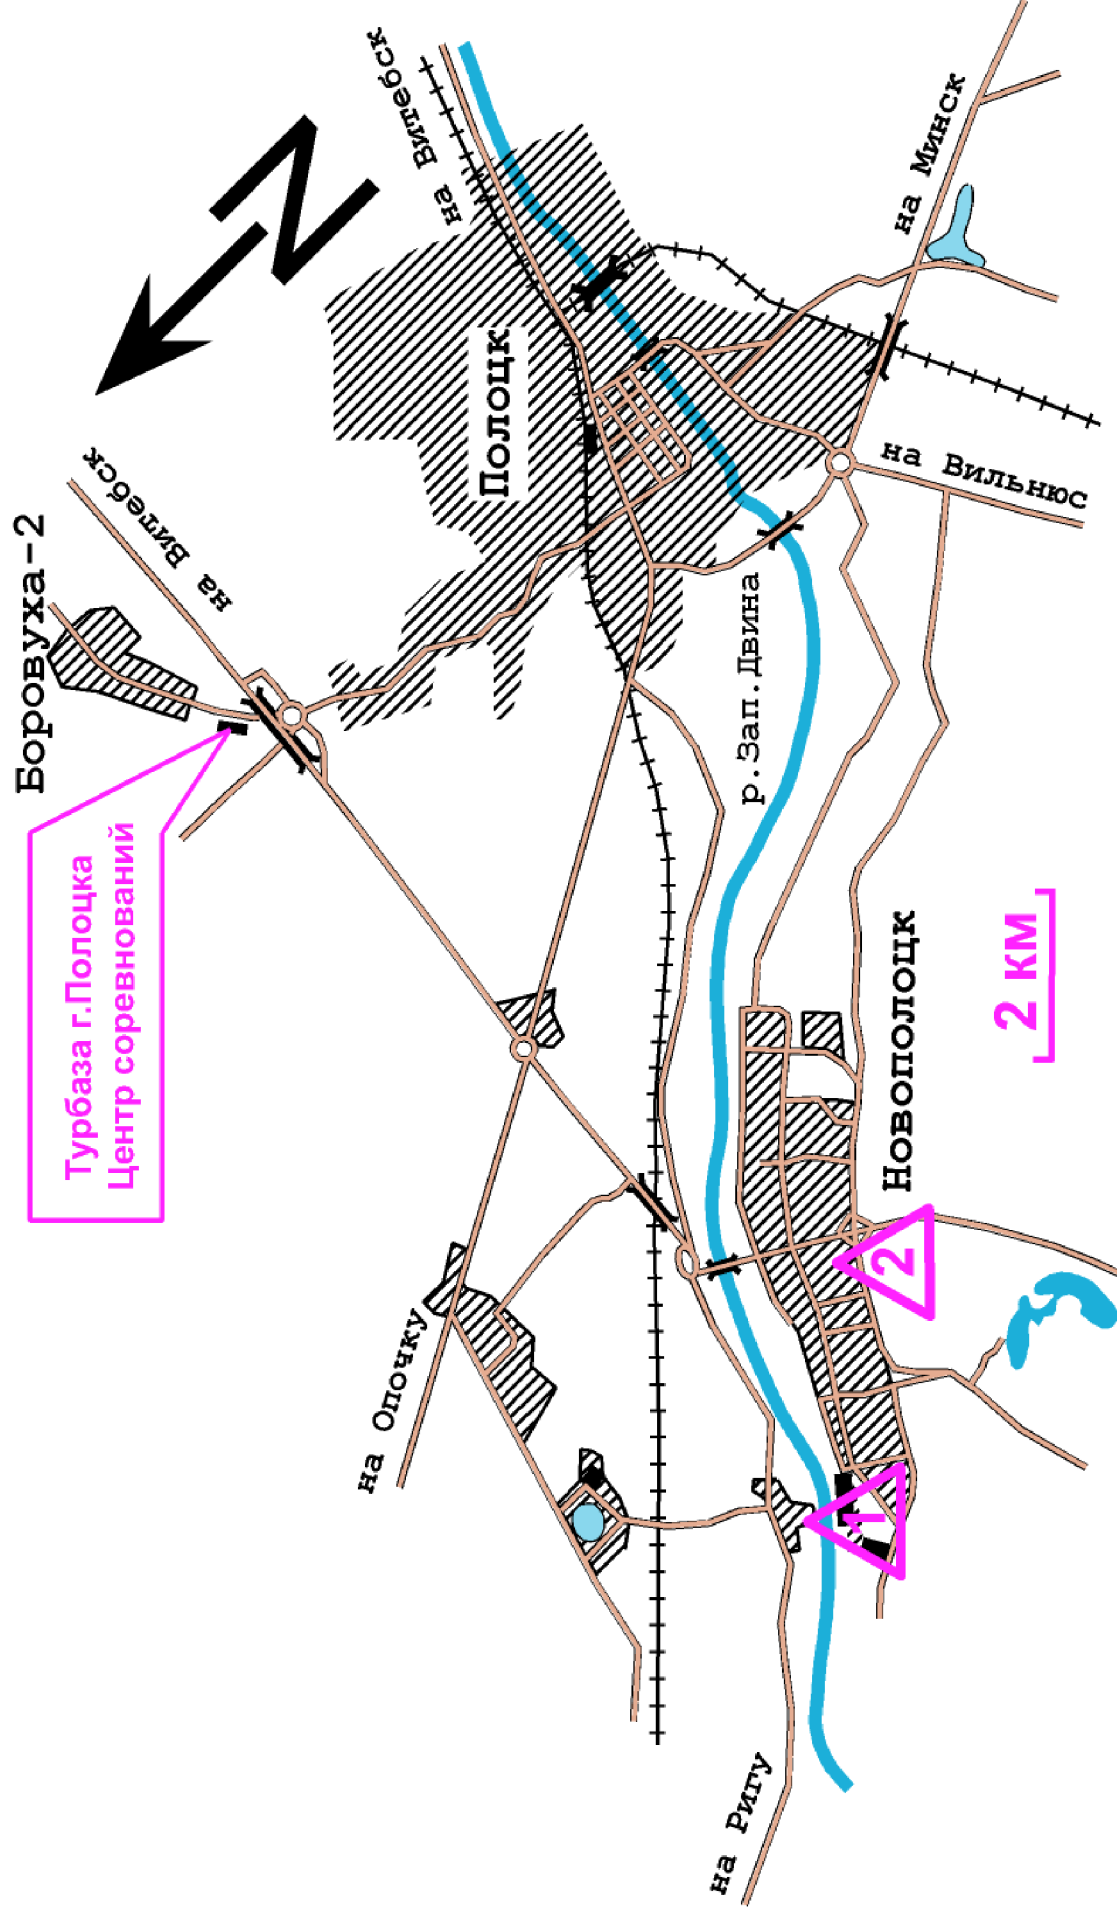 Боровуха-2
Турбаза г.Полоцка
Центр соревнований
на Витебск
на Витебск
N
Полоцк
на Минск
на Вильнюс
р.Зап.Двина
Новополоцк
2 км
на Опочку
на Ригу
1
2